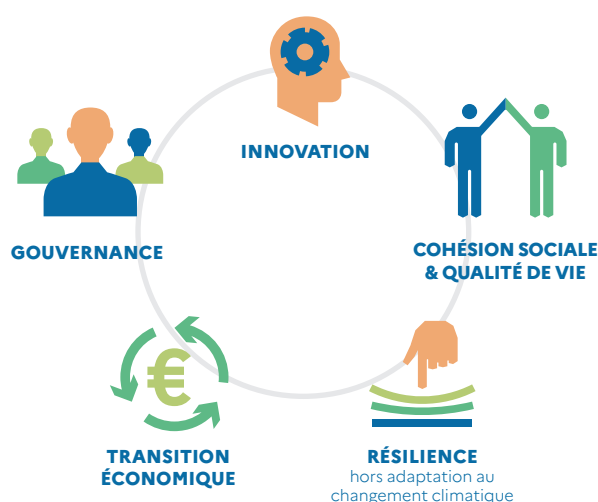 INNOVATION
GOUVERNANCE
COHÉSION SOCIALE
& QUALITÉ DE VIE
€
TRANSITION
ÉCONOMIQUE
RÉSILIENCE
hors adaptation au
changement climatique